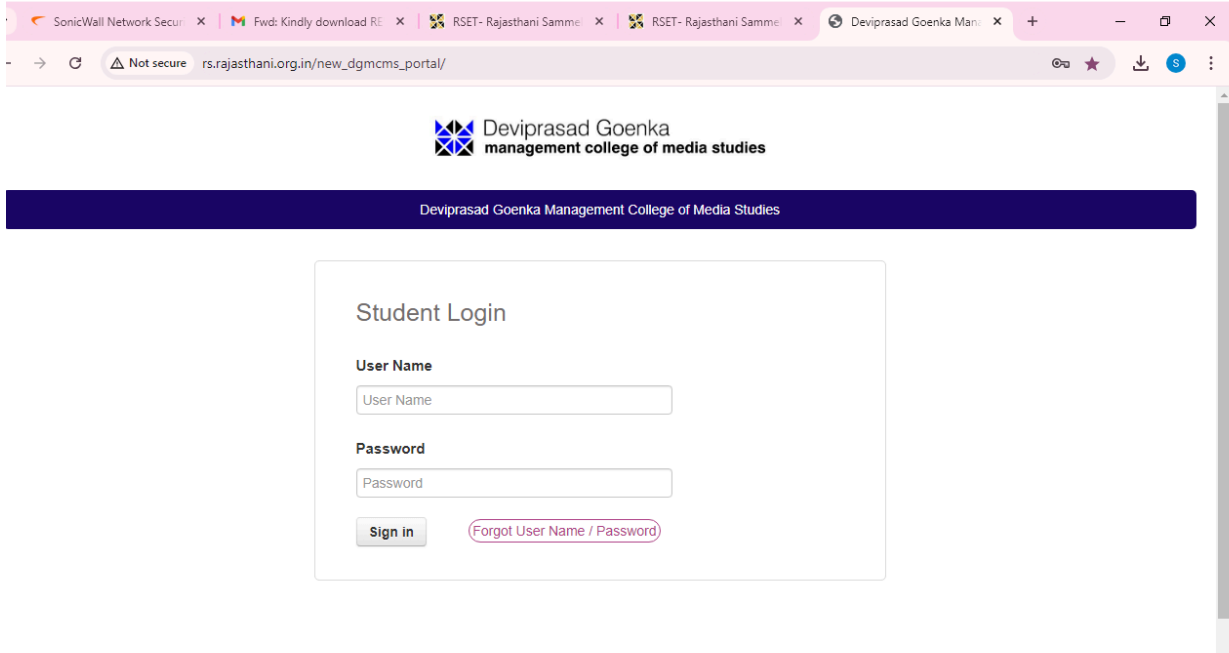 SonicWall Network Secur
Fwd: Kindly download RE
RSET- Rajasthani Samme
RSET- Rajasthani Samme
Deviprasad Goenka Man
Not secure rs.rajasthani.org.in/new_dgmcms_portal/
S
Deviprasad Goenka
management college of media studies
Deviprasad Goenka Management College of Media Studies
Student Login
User Name
User Name
Password
Password
Sign in Forgot User Name / Password